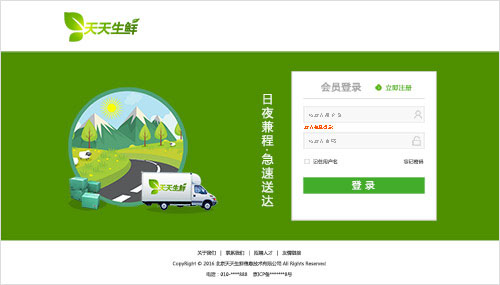 天天生鲜
会员登录
立即注册
日夜兼程 急速送达
天天生鲜
记住用户名
忘记密码
登 录
关于我们 | 联系我们 | 招聘人才 | 友情链接
CopyRight © 2016 北京天天生鲜信息技术有限公司 All Rights Reserved
电话：010-****888 京ICP备*******8号